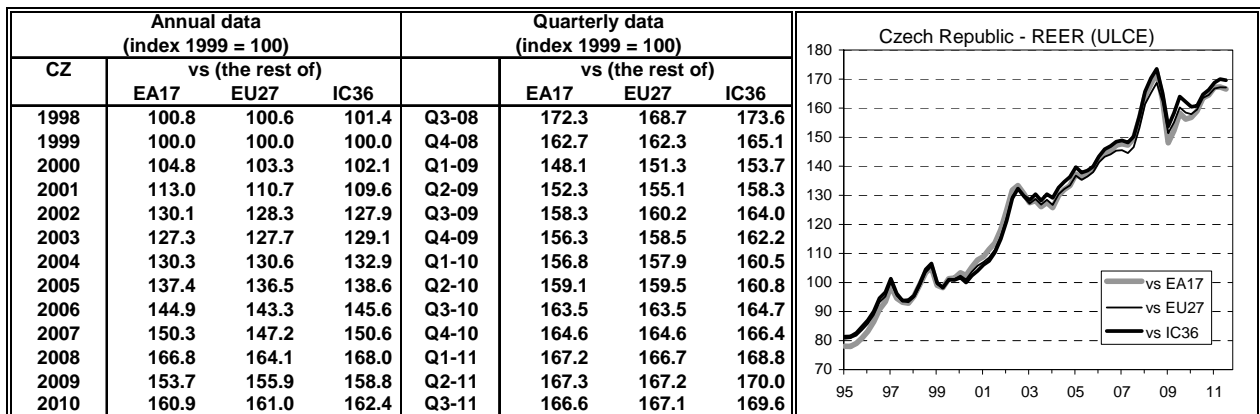 Annual data
(index 1999 = 100)
Quarterly data
(index 1999 = 100)
CZ vs (the rest of) vs (the rest of)
EA17 EU27 IC36 EA17 EU27 IC36
1998 100.8 100.6 101.4 Q3-08 172.3 168.7 173.6
1999 100.0 100.0 100.0 Q4-08 162.7 162.3 165.1
2000 104.8 103.3 102.1 Q1-09 148.1 151.3 153.7
2001 113.0 110.7 109.6 Q2-09 152.3 155.1 158.3
2002 130.1 128.3 127.9 Q3-09 158.3 160.2 164.0
2003 127.3 127.7 129.1 Q4-09 156.3 158.5 162.2
2004 130.3 130.6 132.9 Q1-10 156.8 157.9 160.5
2005 137.4 136.5 138.6 Q2-10 159.1 159.5 160.8
2006 144.9 143.3 145.6 Q3-10 163.5 163.5 164.7
2007 150.3 147.2 150.6 Q4-10 164.6 164.6 166.4
2008 166.8 164.1 168.0 Q1-11 167.2 166.7 168.8
2009 153.7 155.9 158.8 Q2-11 167.3 167.2 170.0
2010 160.9 161.0 162.4 Q3-11 166.6 167.1 169.6
Czech Republic - REER (ULCE)
180
170
160
150
140
130
120
110
100
90
80
70
95 97 99 01 03 05 07 09 11
vs EA17
vs EU27
vs IC36